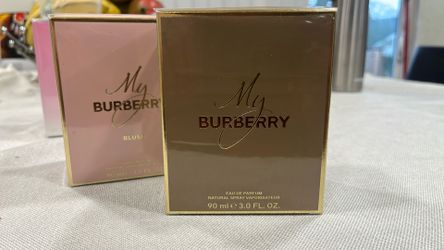 My
BURBERRY
BLUSH
My
BURBERRY
EAU DE PARFUM
NATURAL SPRAY VAPORISATEUR
90 ml ℮ 3.0 FL. OZ.